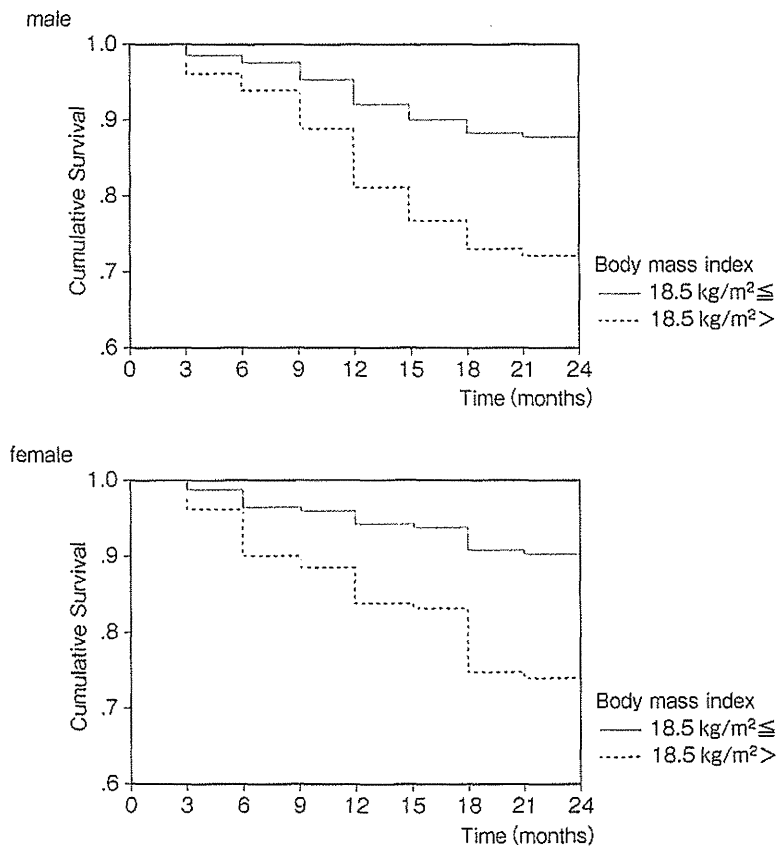 male
1.0
.9
.8
.7
.6
Cumulative Survival
0 3 6 9 12 15 18 21 24
Time (months)
Body mass index
18.5 kg/m²≦
18.5 kg/m²>
female
1.0
.9
.8
.7
.6
Cumulative Survival
0 3 6 9 12 15 18 21 24
Time (months)
Body mass index
18.5 kg/m²≦
18.5 kg/m²>